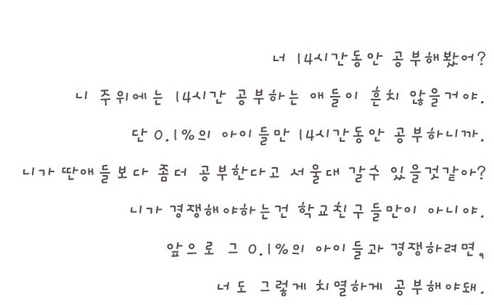 너 14시간동안 공부해봤어?
니 주위에는 14시간 공부하는 애들이 흔치 않을거야.
단 0.1%의 아이들만 14시간동안 공부하니까.
니가 딴애들보다 좀더 공부한다고 서울대 갈수 있을것같아?
니가 경쟁해야하는건 학교친구들만이 아니야.
앞으로 그 0.1%의 아이들과 경쟁하려면,
너도 그렇게 치열하게 공부해야돼.